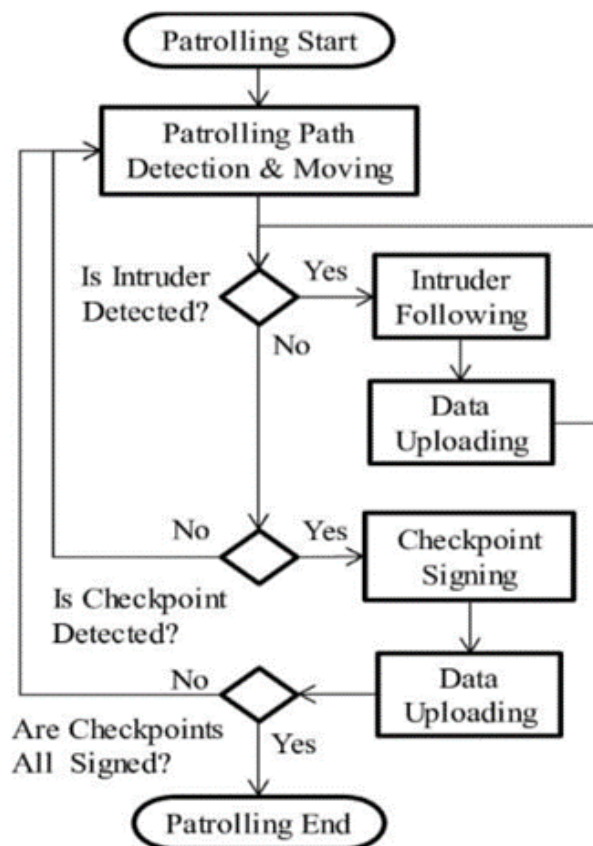 Patrolling Start
Patrolling Path
Detection & Moving
Is Intruder
Detected?
Yes
No
Intruder
Following
Data
Uploading
No
Yes
Is Checkpoint
Detected?
Checkpoint
Signing
Data
Uploading
No
Are Checkpoints
All Signed?
Yes
Patrolling End